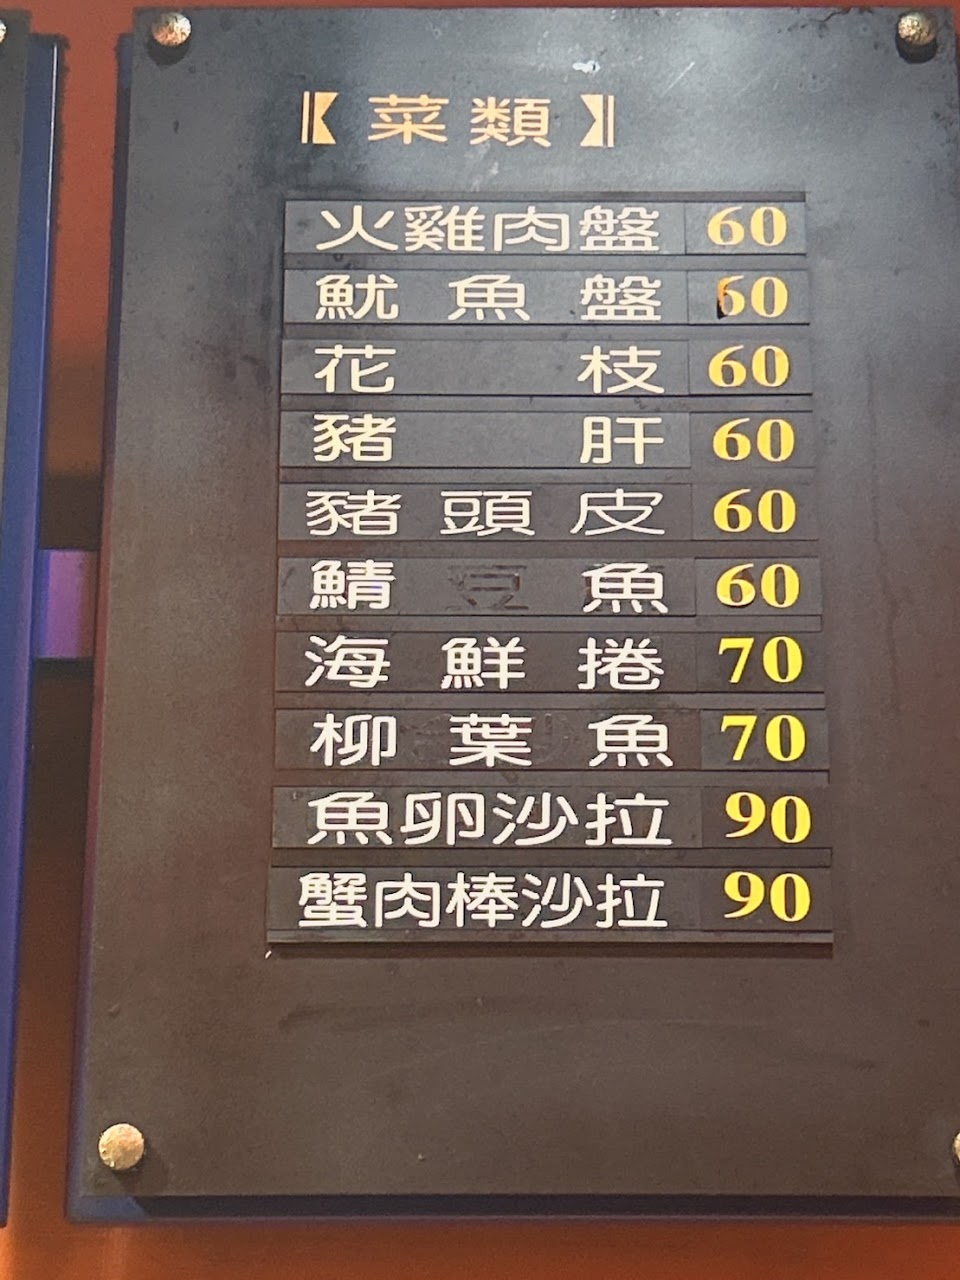 【菜類】
火雞肉盤 60
魷魚盤 60
花枝 60
豬肝 60
豬頭皮 60
鯖魚 60
海鮮捲 70
柳葉魚 70
魚卵沙拉 90
蟹肉棒沙拉 90